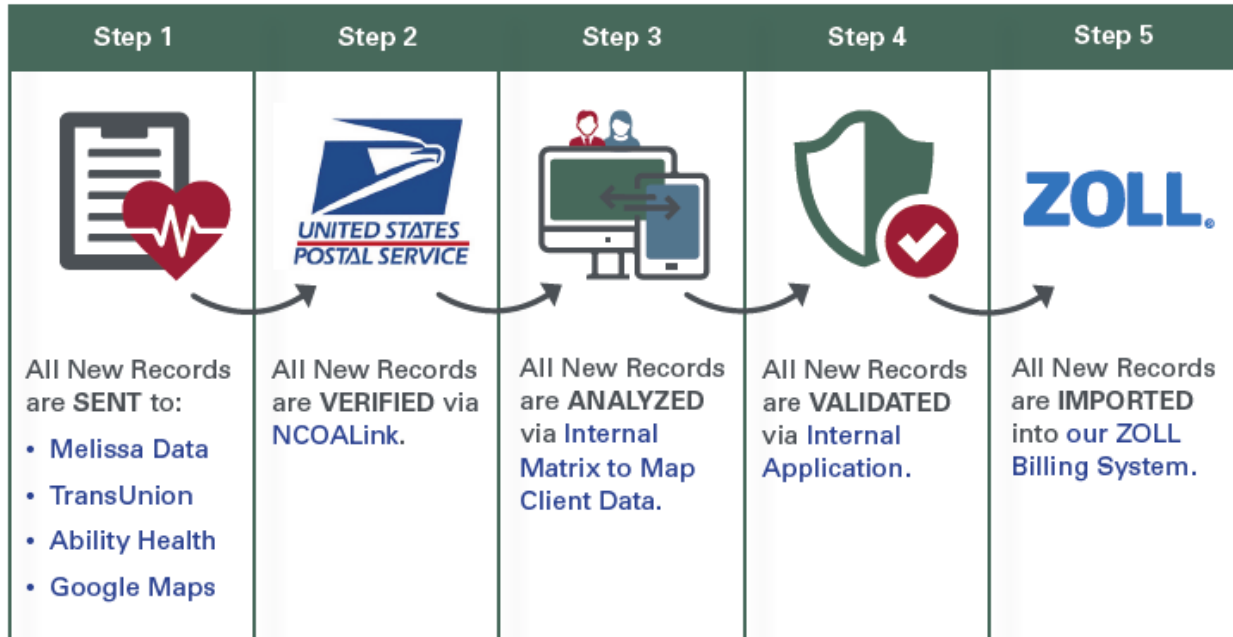 Step 1
Step 2
Step 3
Step 4
Step 5
UNITED STATES
POSTAL SERVICE
ZOLL®
All New Records
are SENT to:
• Melissa Data
• TransUnion
• Ability Health
• Google Maps
All New Records
are VERIFIED via
NCOALink.
All New Records
are ANALYZED
via Internal
Matrix to Map
Client Data.
All New Records
are VALIDATED
via Internal
Application.
All New Records
are IMPORTED
into our ZOLL
Billing System.